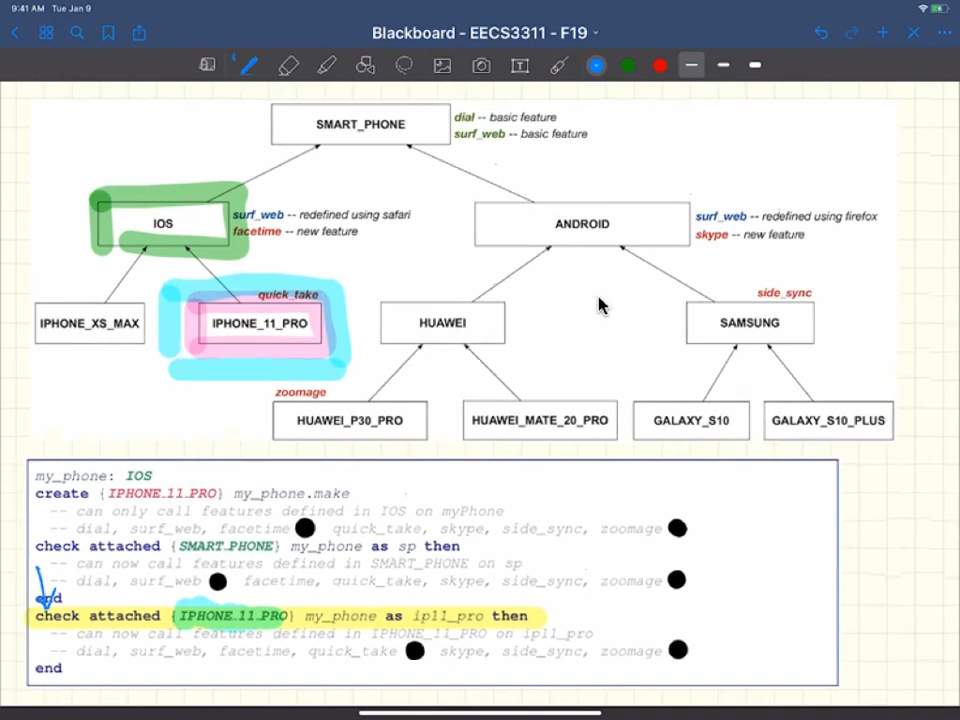 9:41 AM Tue Jan 9
Blackboard - EECS3311 - F19
SMART_PHONE
dial -- basic feature
surf_web -- basic feature
IOS
surf_web -- redefined using safari
facetime -- new feature
ANDROID
surf_web -- redefined using firefox
skype -- new feature
quick_take
side_sync
IPHONE_XS_MAX
IPHONE_11_PRO
HUAWEI
SAMSUNG
zoomage
HUAWEI_P30_PRO
HUAWEI_MATE_20_PRO
GALAXY_S10
GALAXY_S10_PLUS
my_phone: IOS
create {IPHONE_11_PRO} my_phone.make
-- can only call features defined in IOS on myPhone
-- dial, surf_web, facetime quick_take, skype, side_sync, zoomage
check attached {SMART_PHONE} my_phone as sp then
-- can now call features defined in SMART_PHONE on sp
-- dial, surf_web facetime, quick_take, skype, side_sync, zoomage
end
check attached {IPHONE_11_PRO} my_phone as ip11_pro then
-- can now call features defined in IPHONE_11_PRO on ip11_pro
-- dial, surf_web, facetime, quick_take skype, side_sync, zoomage
end